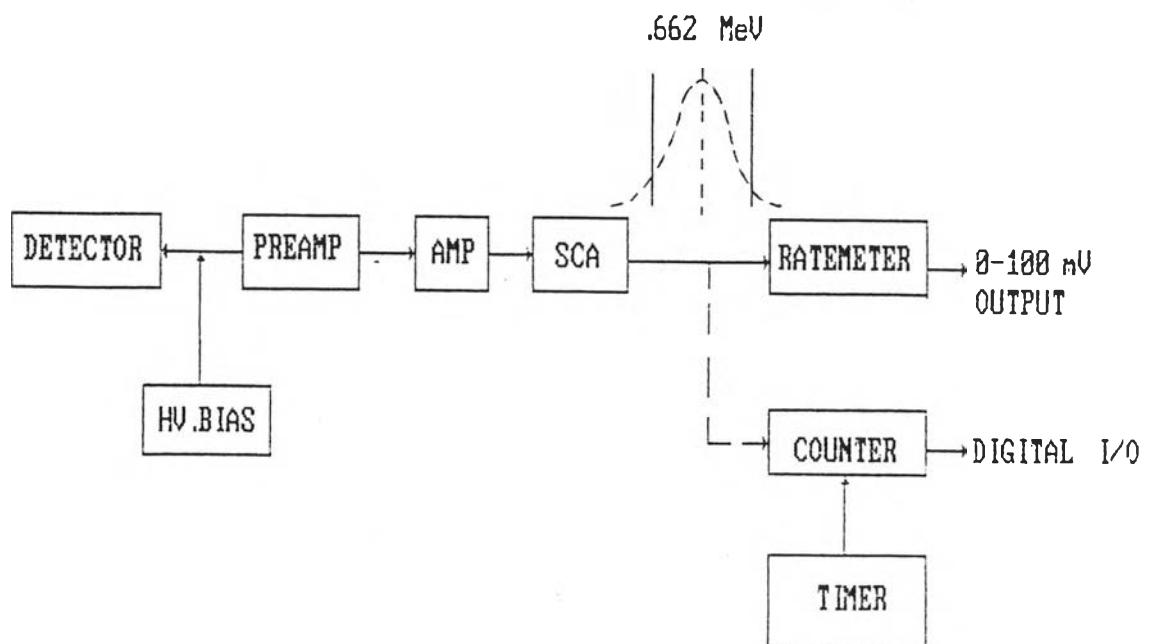 .662 MeV
DETECTOR
PREAMP
AMP
SCA
RATEMETER
0-100 mV
OUTPUT
HV.BIAS
COUNTER
DIGITAL I/O
TIMER